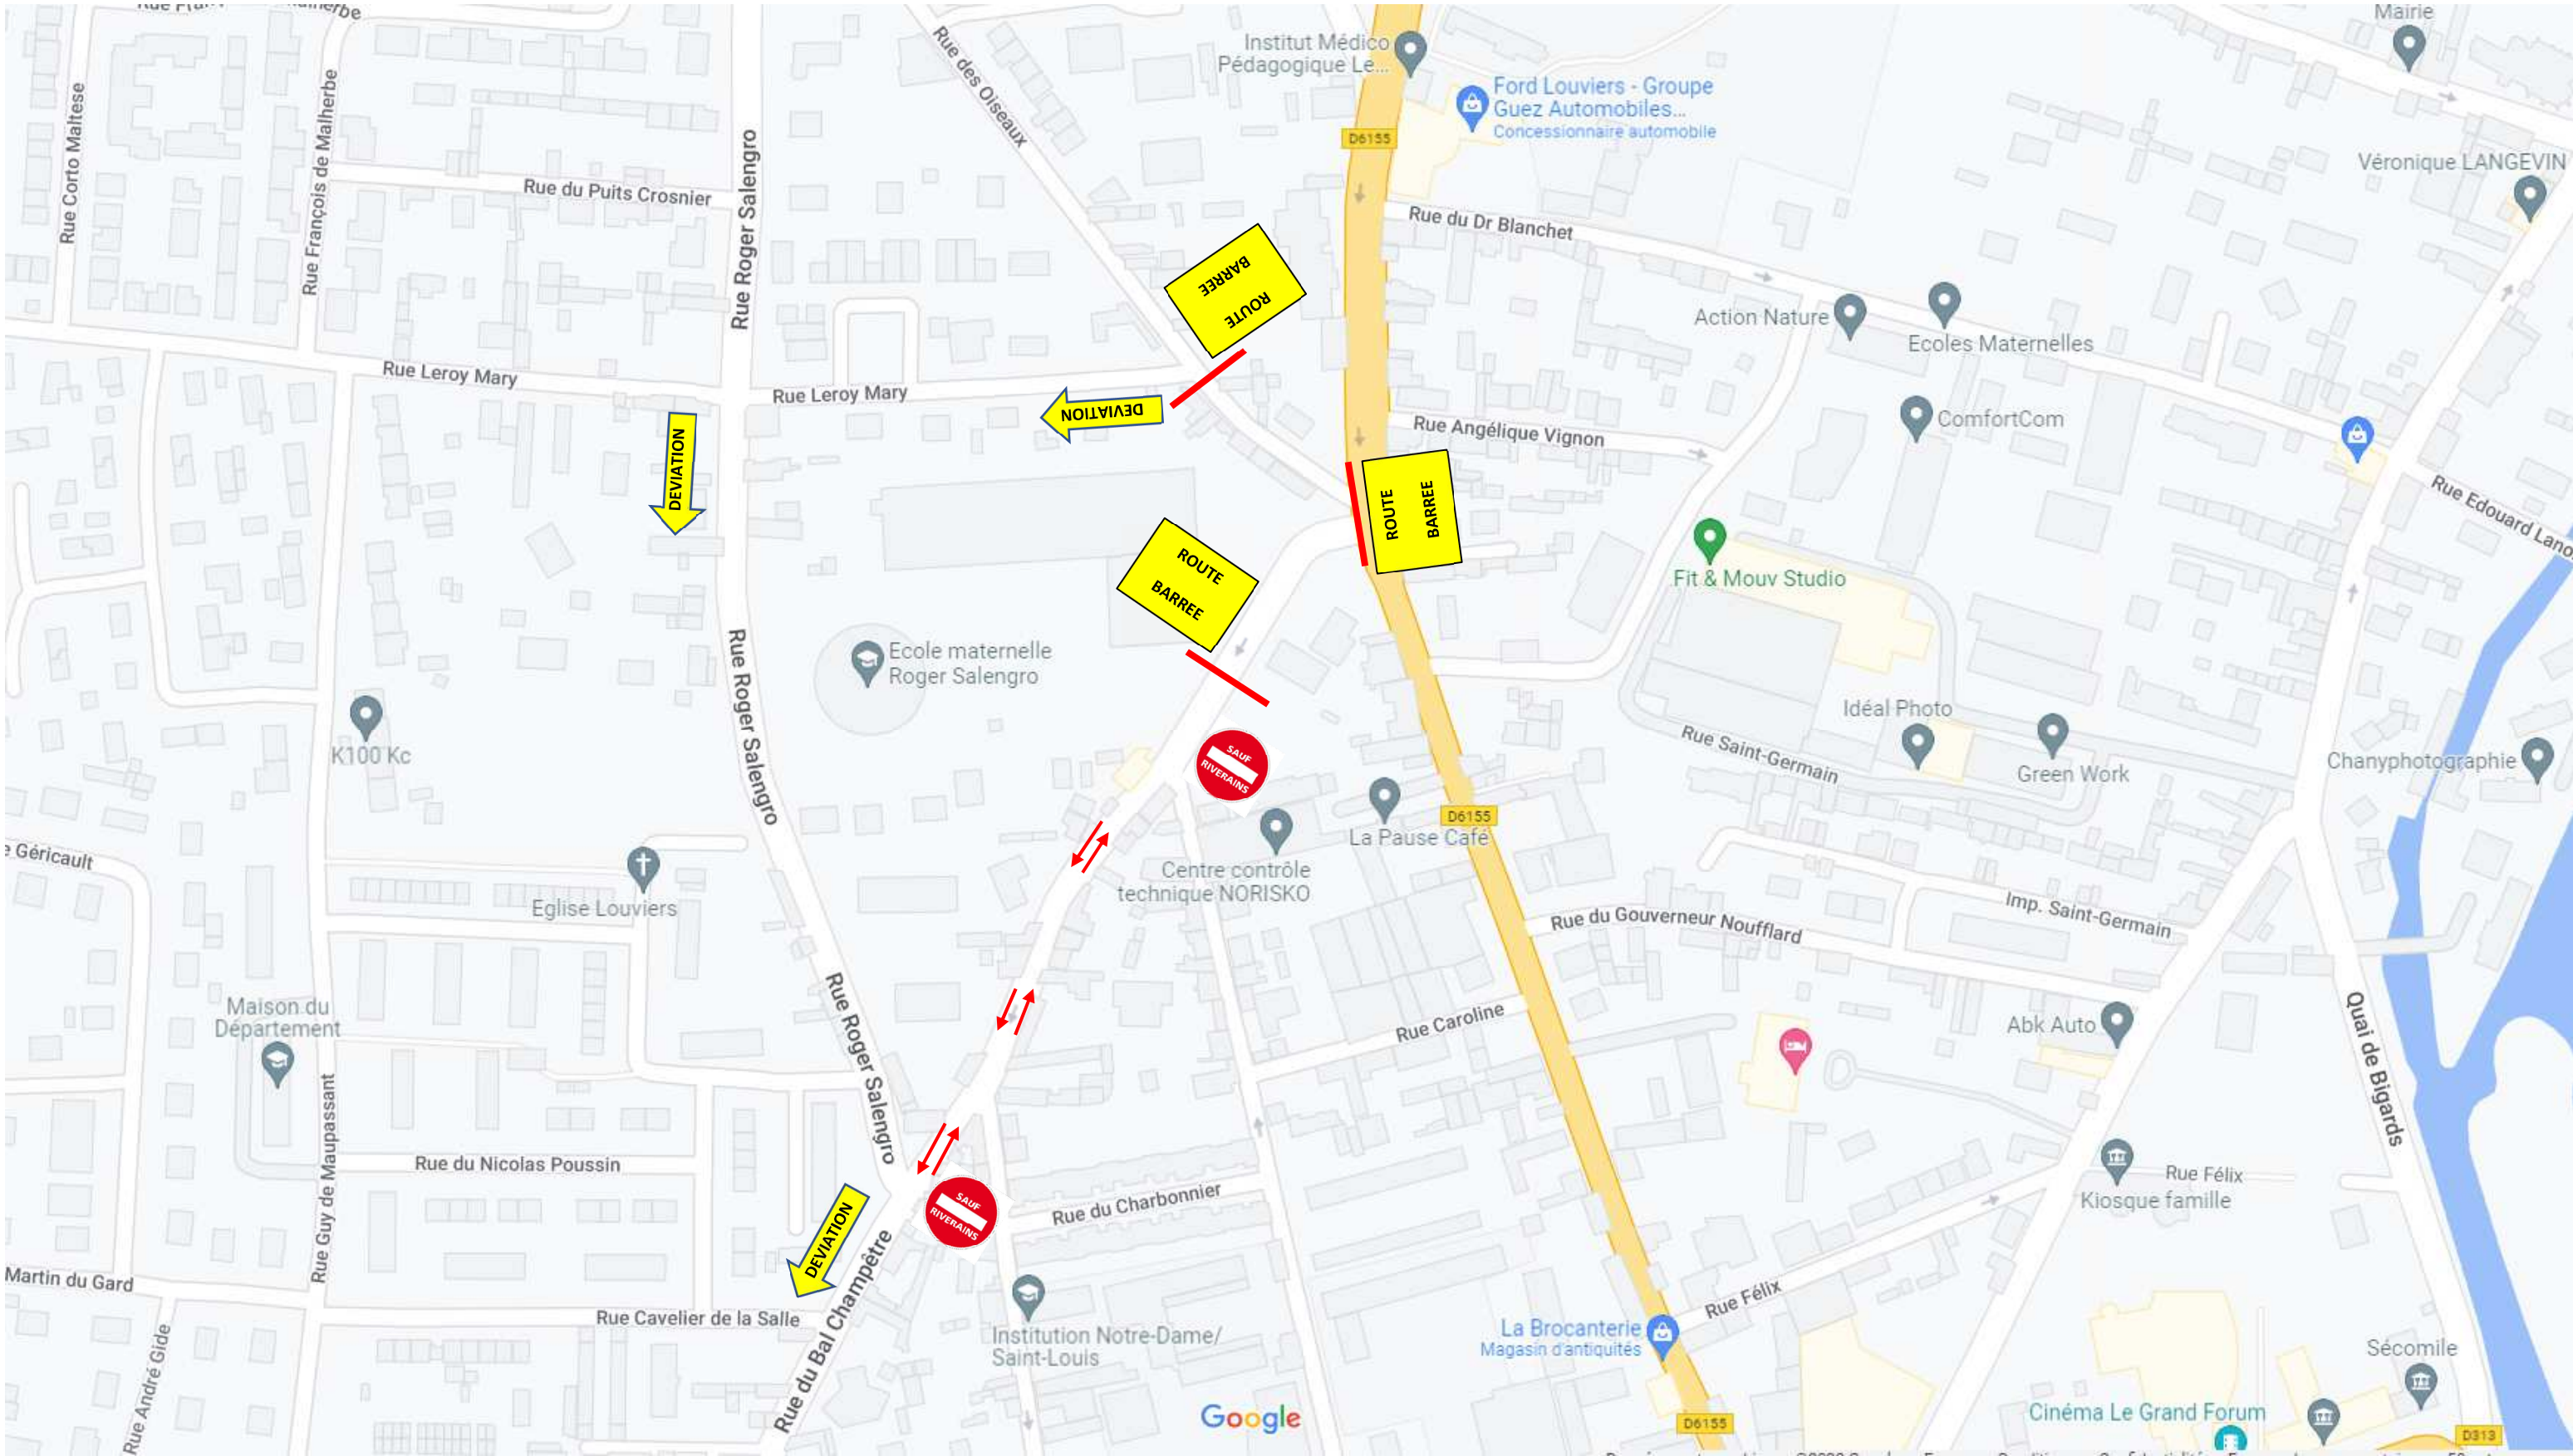 Mairie
Rue des Oiseaux
Institut Médico
Pédagogique Le...
Ford Louviers - Groupe
Guez Automobiles...
Concessionnaire automobile
D6155
Rue Corto Maltese
Rue François de Malherbe
Rue du Puits Crosnier
Rue Roger Salengro
Véronique LANGEVIN
Rue du Dr Blanchet
ROUTE
BARREE
Action Nature
Ecoles Maternelles
Rue Leroy Mary
Rue Leroy Mary
DEVIATION
DEVIATION
Rue Angélique Vignon
ComfortCom
ROUTE
BARREE
Rue Edouard Lano
ROUTE
BARREE
Fit & Mouv Studio
Ecole maternelle
Roger Salengro
Rue Roger Salengro
K100 Kc
Idéal Photo
Rue Saint-Germain
Green Work
Chanyphotographie
SAUF
RIVERAINS
La Pause Café
D6155
Centre contrôle
technique NORISKO
e Géricault
Eglise Louviers
Imp. Saint-Germain
Rue du Gouverneur Noufflard
Rue Roger Salengro
Maison du
Département
Rue Caroline
Abk Auto
Quai de Bigards
Rue Guy de Maupassant
Rue du Nicolas Poussin
Rue du Charbonnier
SAUF
RIVERAINS
DEVIATION
Rue Félix
Kiosque famille
Martin du Gard
Rue Cavelier de la Salle
Rue du Bal Champêtre
Rue André Gide
Institution Notre-Dame/
Saint-Louis
La Brocanterie
Magasin d'antiquités
Rue Félix
Sécomile
Google
D6155
Cinéma Le Grand Forum
D313